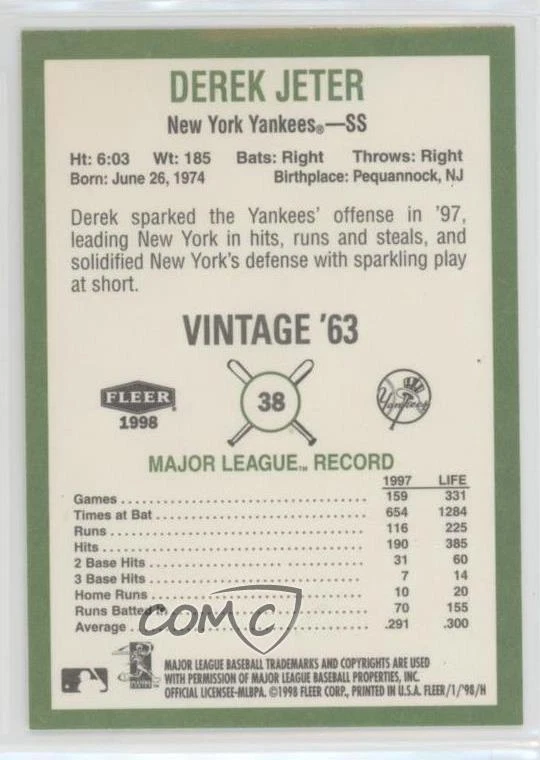 DEREK JETER
New York Yankees®—SS
Ht: 6:03 Wt: 185 Bats: Right Throws: Right
Born: June 26, 1974 Birthplace: Pequannock, NJ
Derek sparked the Yankees' offense in '97,
leading New York in hits, runs and steals, and
solidified New York's defense with sparkling play
at short.
VINTAGE '63
FLEER
1998
38
Yankees
MAJOR LEAGUE™ RECORD
1997 LIFE
Games 159 331
Times at Bat 654 1284
Runs 116 225
Hits 190 385
2 Base Hits 31 60
3 Base Hits 7 14
Home Runs 10 20
Runs Batted In 70 155
Average .291 .300
COMC
MAJOR LEAGUE BASEBALL TRADEMARKS AND COPYRIGHTS ARE USED
WITH PERMISSION OF MAJOR LEAGUE BASEBALL PROPERTIES, INC.
OFFICIAL LICENSEE-MLBPA. ©1998 FLEER CORP., PRINTED IN U.S.A. FLEER/1/'98/H